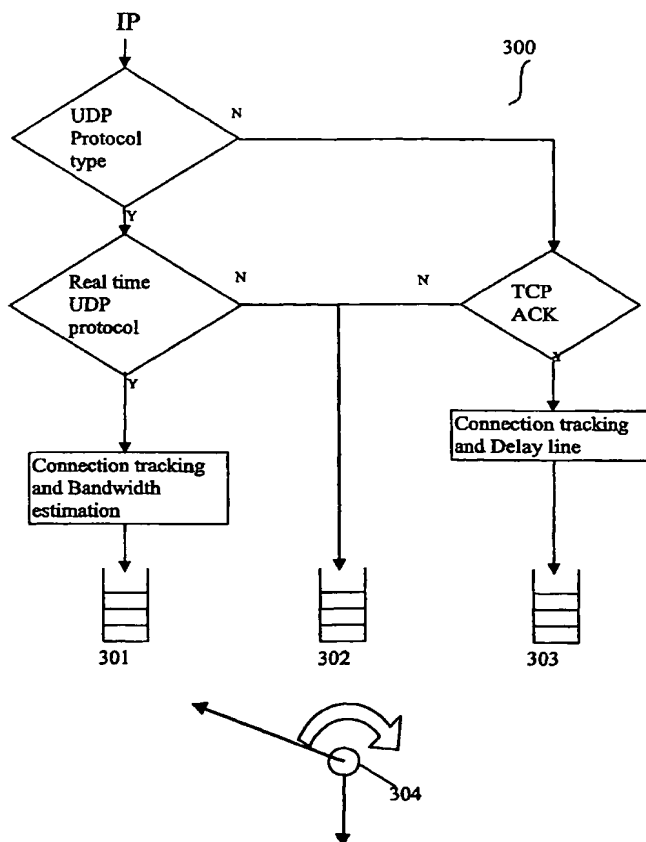 IP
300
UDP
Protocol
type
N
Y
Real time
UDP
protocol
N
N
TCP
ACK
Y
Y
Connection tracking
and Bandwidth
estimation
Connection tracking
and Delay line
301
302
303
304